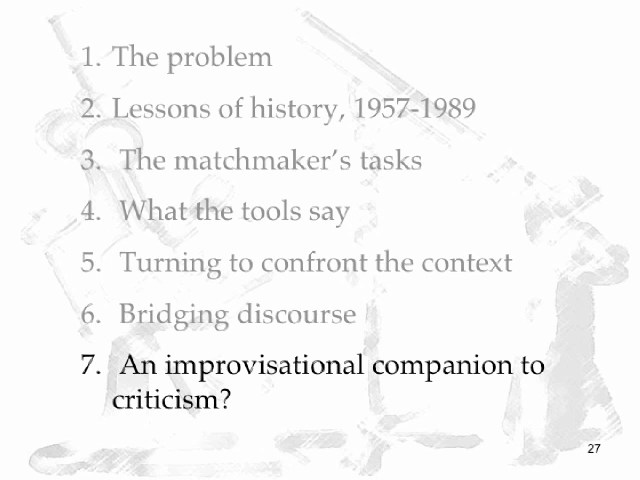 1. The problem
2. Lessons of history, 1957-1989
3. The matchmaker’s tasks
4. What the tools say
5. Turning to confront the context
6. Bridging discourse
7. An improvisational companion to
criticism?
27